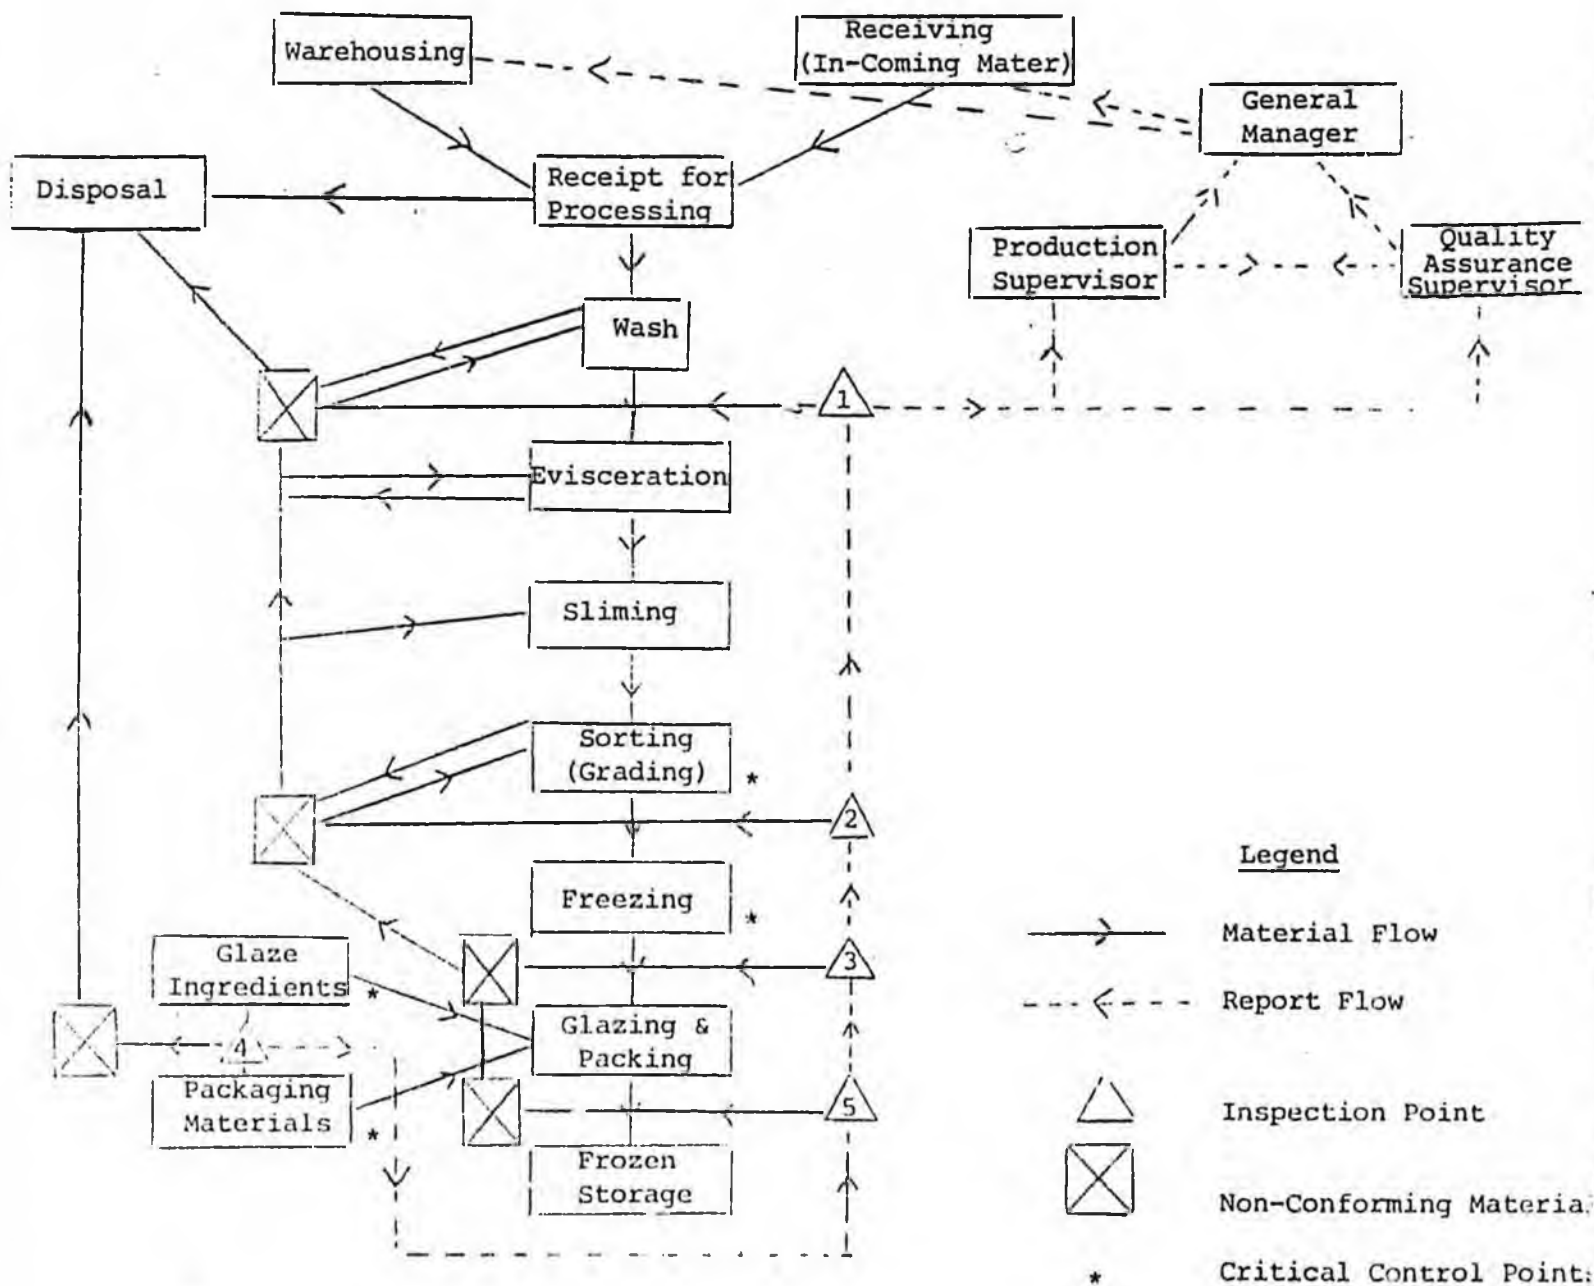 Warehousing
Receiving
(In-Coming Mater)
General
Manager
Disposal
Receipt for
Processing
Production
Supervisor
Quality
Assurance
Supervisor
Wash
1
Evisceration
Sliming
Sorting
(Grading)
*
2
Freezing
*
3
Glaze
Ingredients
*
4
Glazing &
Packing
Packaging
Materials
*
5
Frozen
Storage
Legend
Material Flow
Report Flow
Inspection Point
Non-Conforming Materia
* Critical Control Point